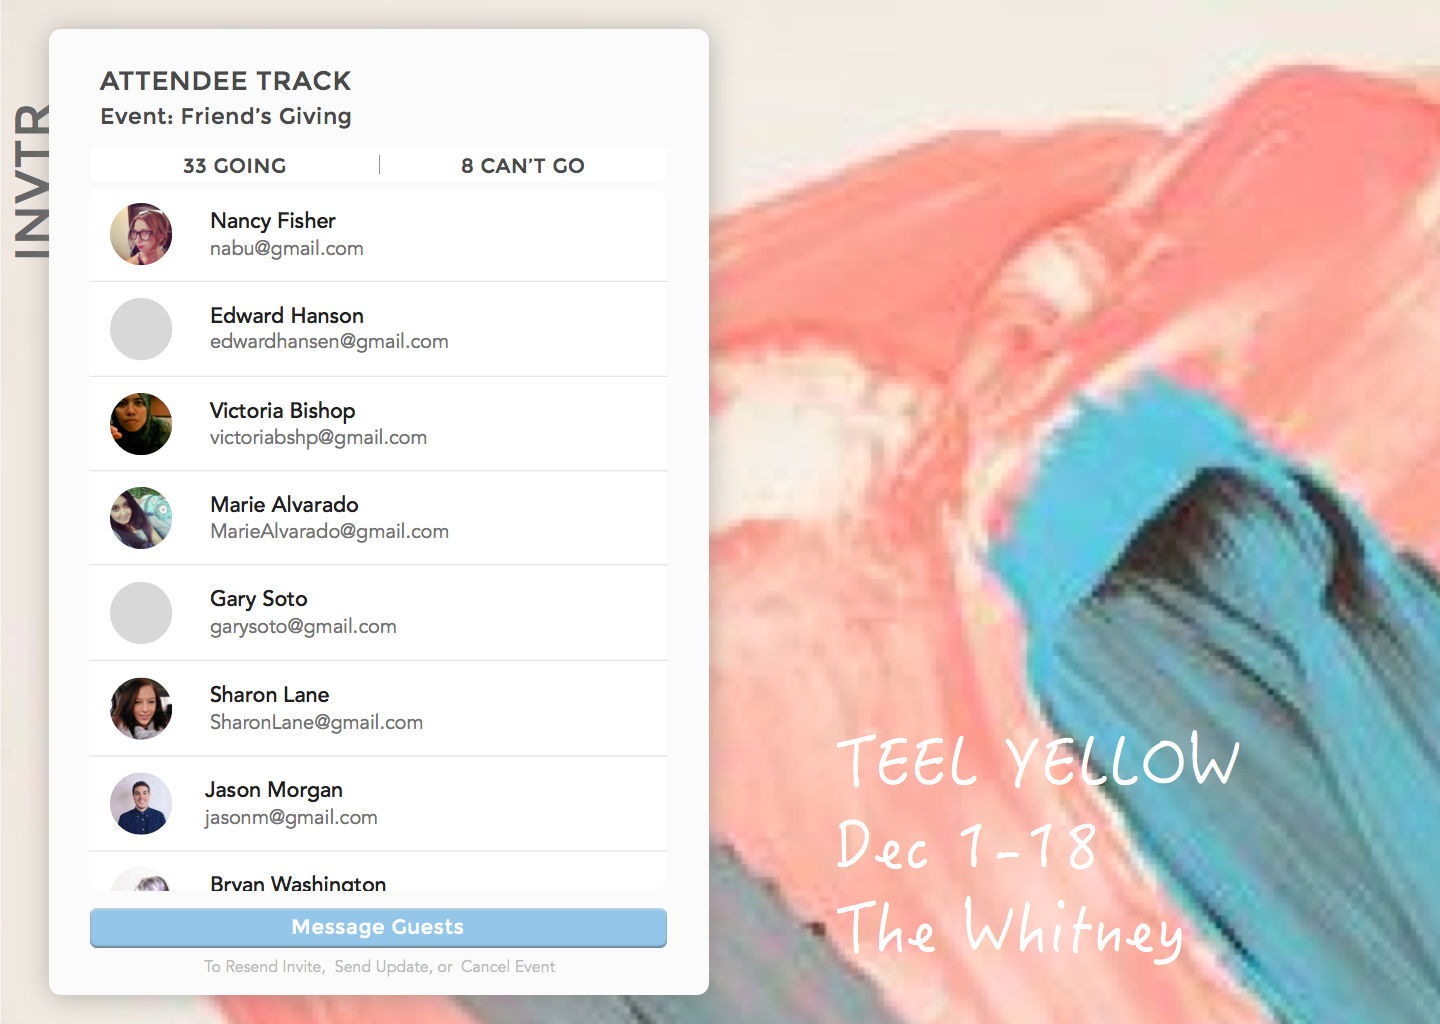 INVTR
ATTENDEE TRACK
Event: Friend's Giving
33 GOING | 8 CAN'T GO
Nancy Fisher
nabu@gmail.com
Edward Hanson
edwardhansen@gmail.com
Victoria Bishop
victoriabshp@gmail.com
Marie Alvarado
MarieAlvarado@gmail.com
Gary Soto
garysoto@gmail.com
Sharon Lane
SharonLane@gmail.com
Jason Morgan
jasonm@gmail.com
Bryan Washington
Message Guests
To Resend Invite, Send Update, or Cancel Event
TEEL YELLOW
Dec 1-18
The Whitney